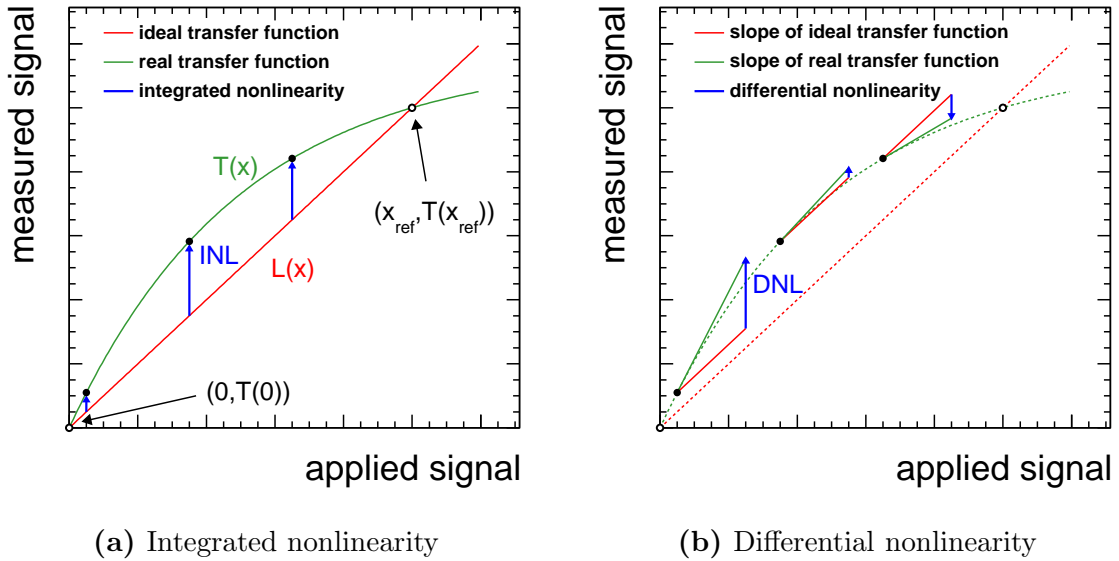 measured signal
ideal transfer function
real transfer function
integrated nonlinearity
T(x)
(x_ref,T(x_ref))
INL
L(x)
(0,T(0))
applied signal
(a) Integrated nonlinearity
measured signal
slope of ideal transfer function
slope of real transfer function
differential nonlinearity
DNL
applied signal
(b) Differential nonlinearity